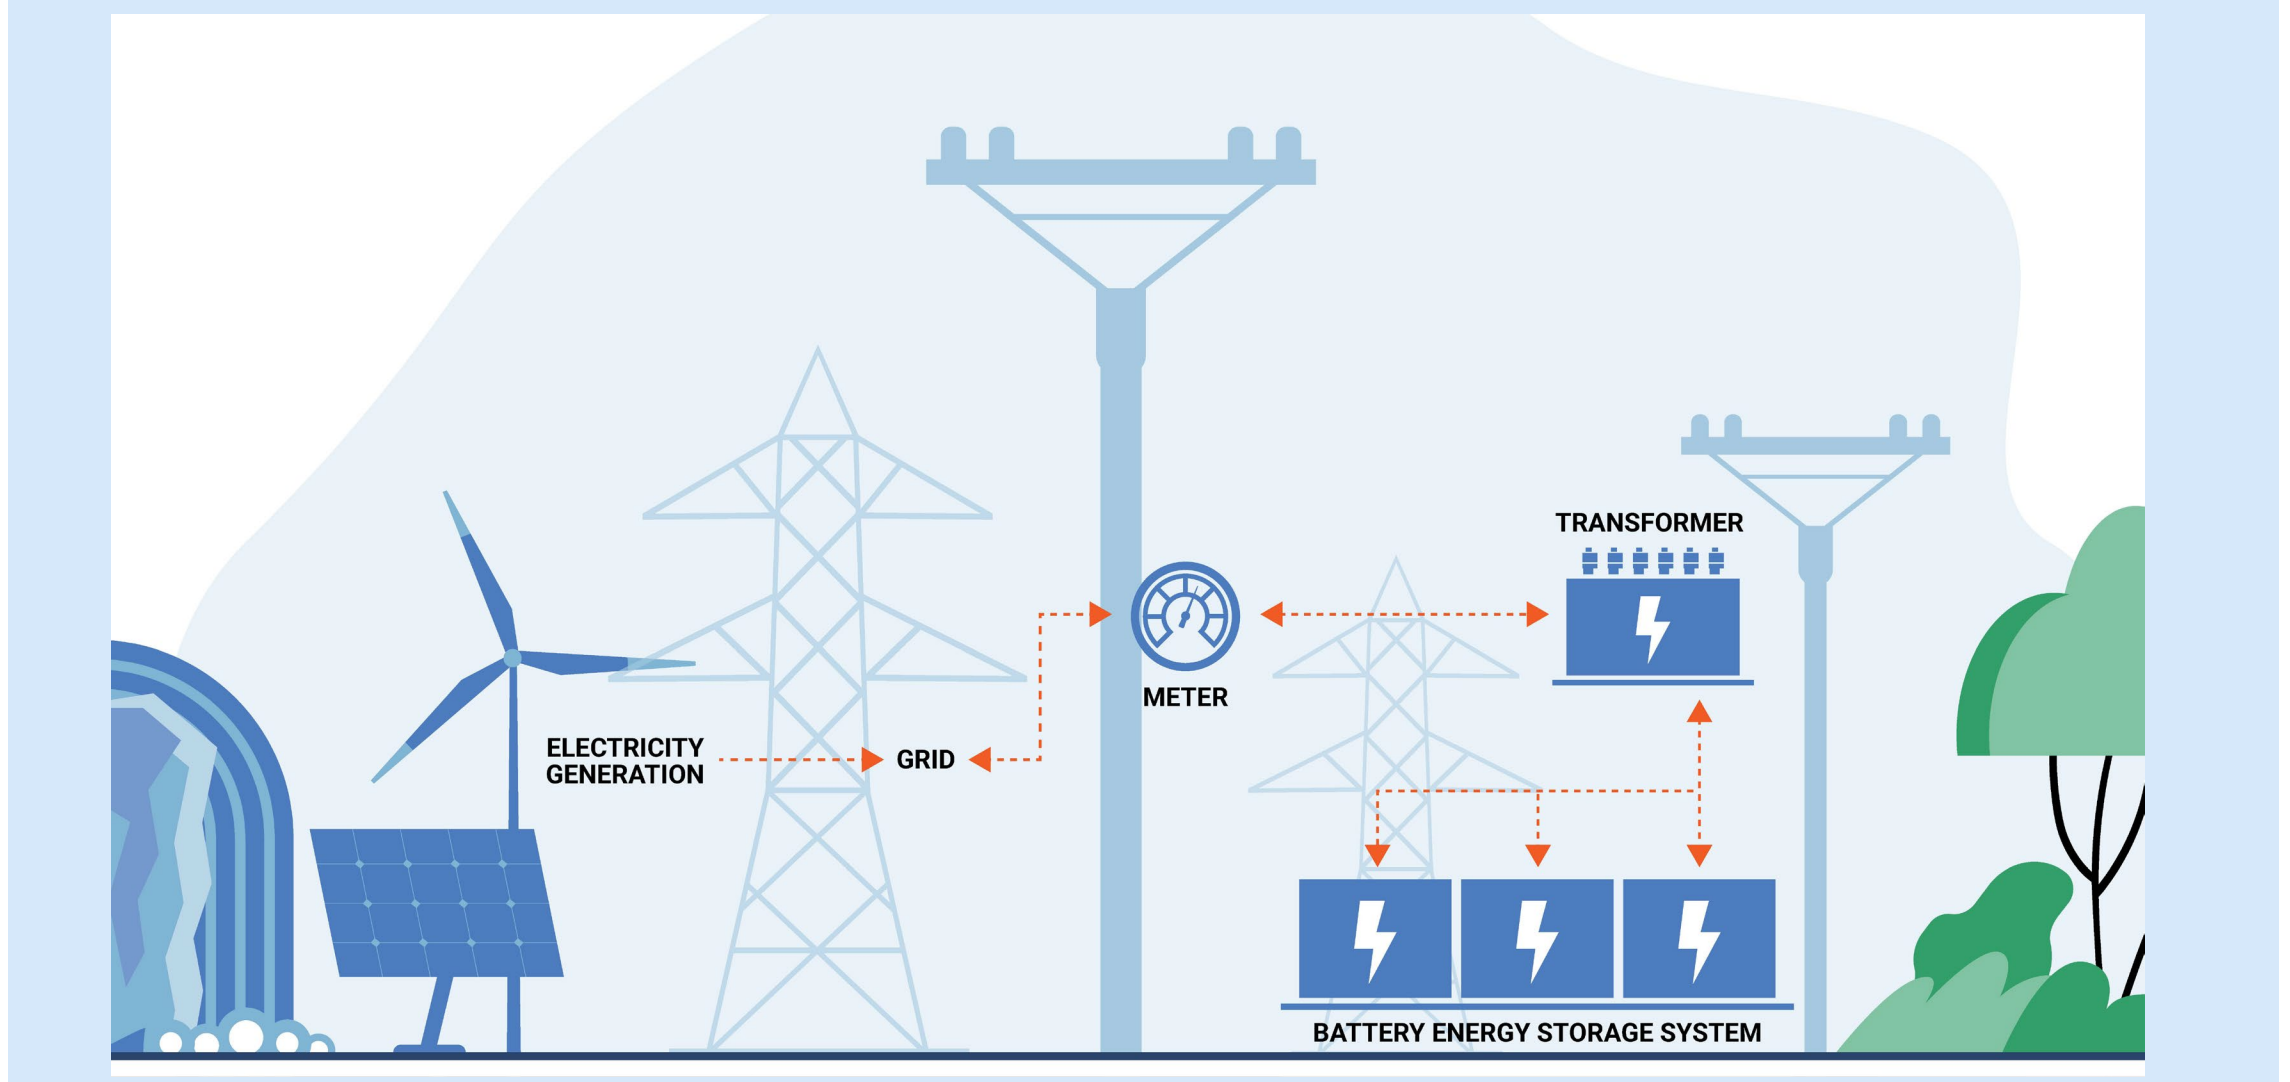 TRANSFORMER
METER
ELECTRICITY
GENERATION
GRID
BATTERY ENERGY STORAGE SYSTEM